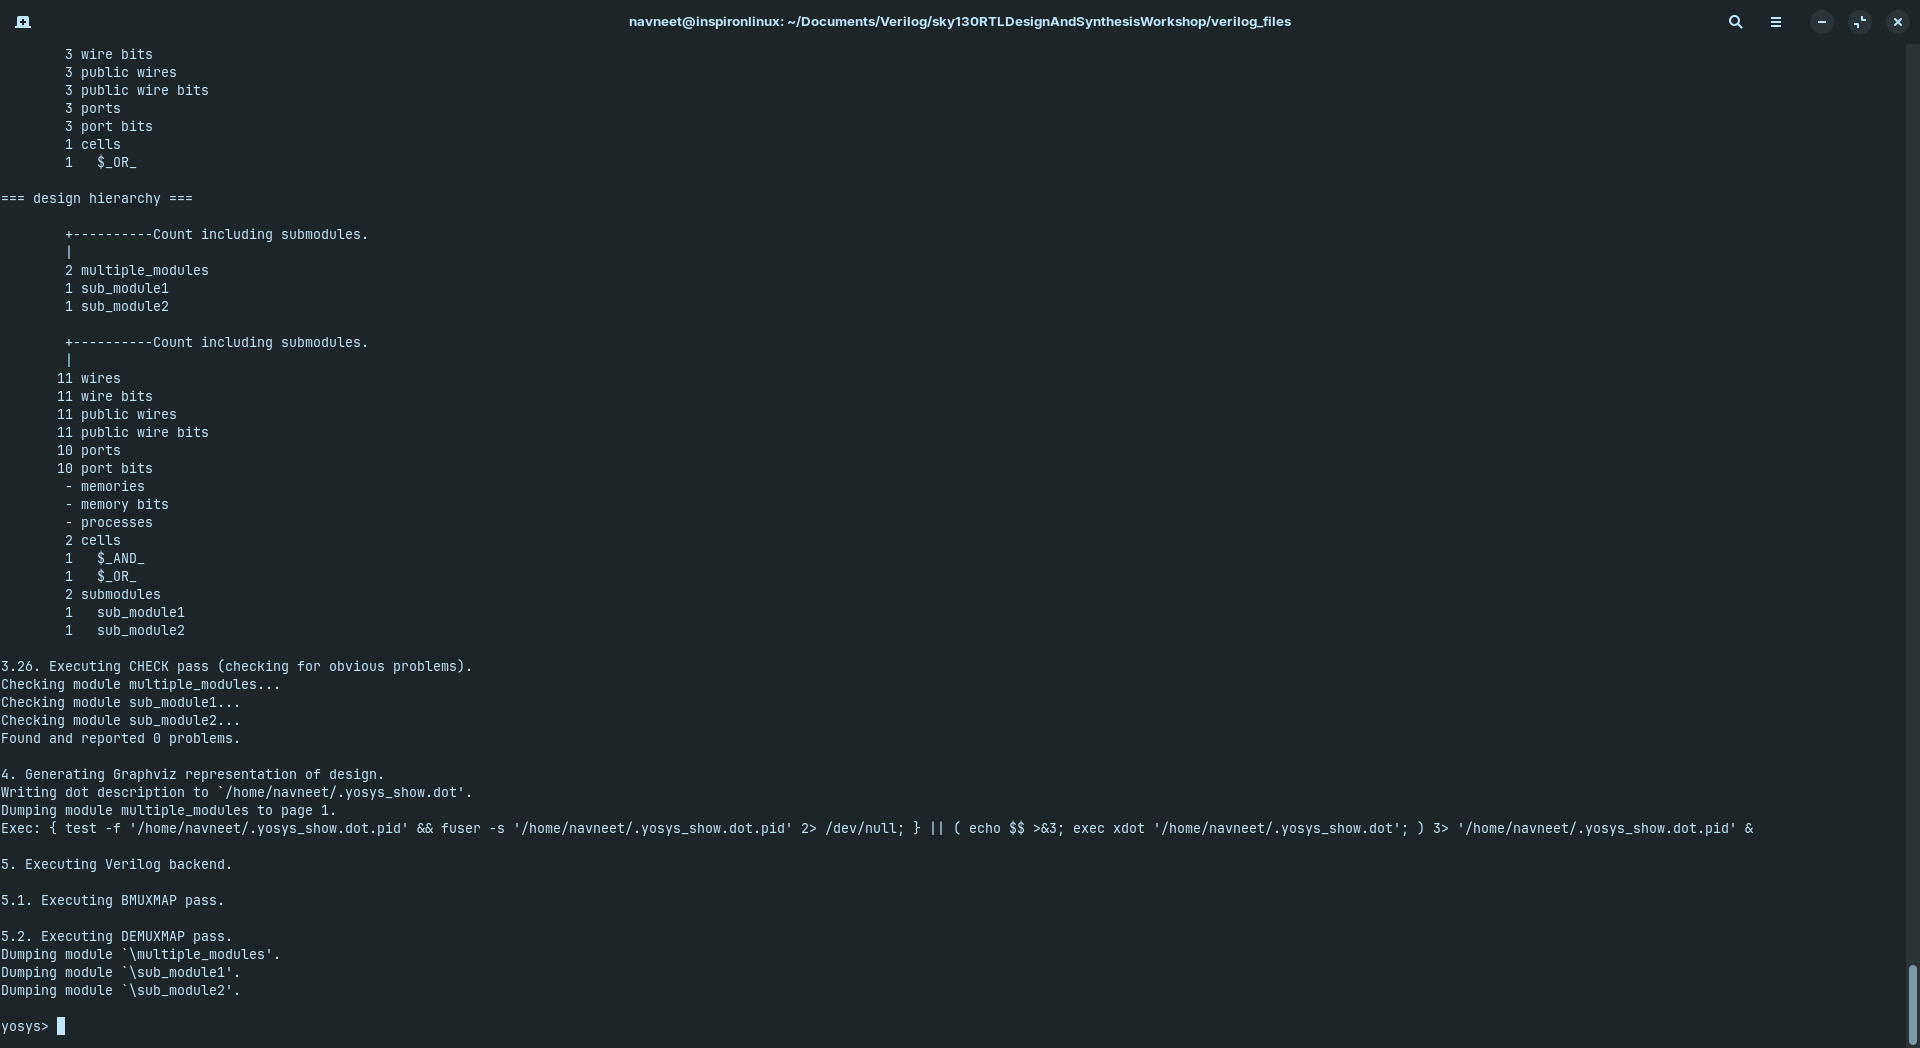 navneet@inspironlinux: ~/Documents/Verilog/sky130RTLDesignAndSynthesisWorkshop/verilog_files
        3 wire bits
        3 public wires
        3 public wire bits
        3 ports
        3 port bits
        1 cells
        1   $_OR_
=== design hierarchy ===
        +----------Count including submodules.
        |
        2 multiple_modules
        1 sub_module1
        1 sub_module2
        +----------Count including submodules.
        |
       11 wires
       11 wire bits
       11 public wires
       11 public wire bits
       10 ports
       10 port bits
        - memories
        - memory bits
        - processes
        2 cells
        1   $_AND_
        1   $_OR_
        2 submodules
        1   sub_module1
        1   sub_module2
3.26. Executing CHECK pass (checking for obvious problems).
Checking module multiple_modules...
Checking module sub_module1...
Checking module sub_module2...
Found and reported 0 problems.
4. Generating Graphviz representation of design.
Writing dot description to `/home/navneet/.yosys_show.dot'.
Dumping module multiple_modules to page 1.
Exec: { test -f '/home/navneet/.yosys_show.dot.pid' && fuser -s '/home/navneet/.yosys_show.dot.pid' 2> /dev/null; } || ( echo $$ >&3; exec xdot '/home/navneet/.yosys_show.dot'; ) 3> '/home/navneet/.yosys_show.dot.pid' &
5. Executing Verilog backend.
5.1. Executing BMUXMAP pass.
5.2. Executing DEMUXMAP pass.
Dumping module `\multiple_modules'.
Dumping module `\sub_module1'.
Dumping module `\sub_module2'.
yosys>